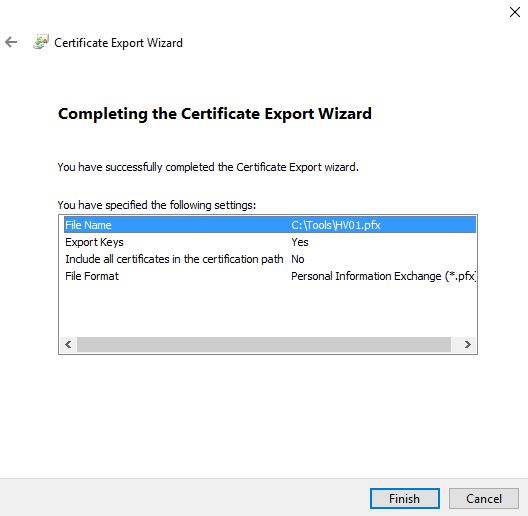 Certificate Export Wizard
Completing the Certificate Export Wizard
You have successfully completed the Certificate Export wizard.
You have specified the following settings:
File Name C:\Tools\HV01.pfx
Export Keys Yes
Include all certificates in the certification path No
File Format Personal Information Exchange (*.pfx
Finish Cancel